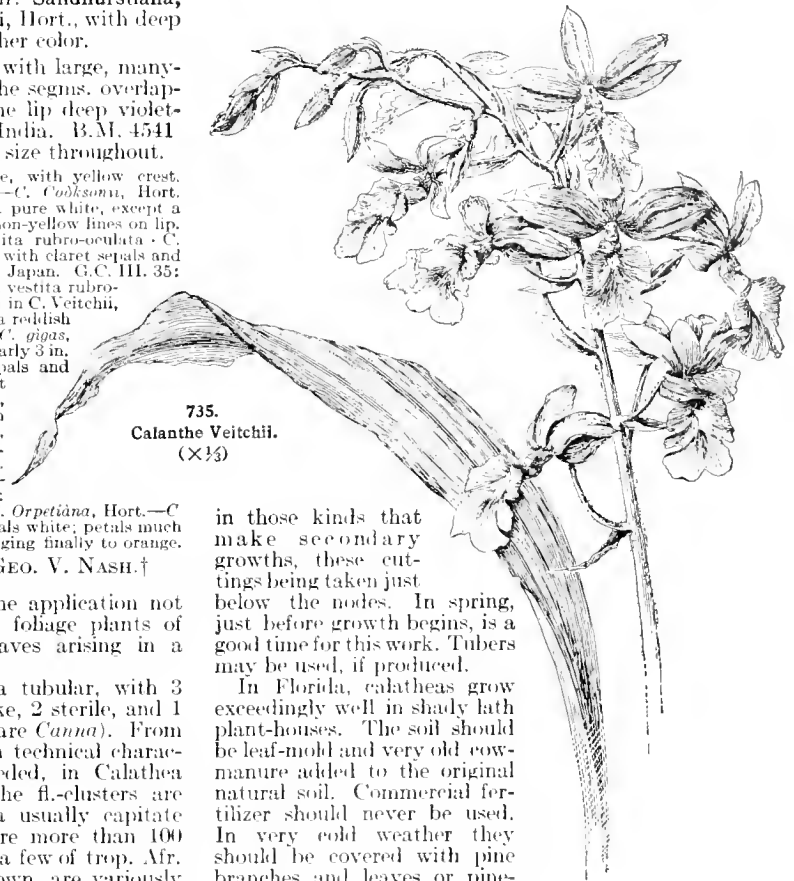 i, Hort., with deep
her color.
with large, many-
he segms. overlap-
he lip deep violet-
India. B.M. 4541
size throughout.
e, with yellow crest.
—C. Coöksonii, Hort.
pure white, except a
on-yellow lines on lip.
ita rubro-oculata · C.
with claret sepals and
Japan. G.C. III. 35:
vestita rubro-
in C. Veitchii,
a reddish
C. gigas,
arly 3 in.
pals and
735.
Calanthe Veitchii.
(×⅓)
. Orpetiàna, Hort.—C
als white; petals much
ging finally to orange.
GEO. V. NASH.†
he application not
foliage plants of
aves arising in a
a tubular, with 3
ke, 2 sterile, and 1
are Canna). From
technical charac-
eded, in Calathea
he fl.-clusters are
a usually capitate
re more than 100
a few of trop. Afr.
own, are variously
in those kinds that
make secondary
growths, these cut-
tings being taken just
below the nodes. In spring,
just before growth begins, is a
good time for this work. Tubers
may be used, if produced.
In Florida, calatheas grow
exceedingly well in shady lath
plant-houses. The soil should
be leaf-mold and very old cow-
manure added to the original
natural soil. Commercial fer-
tilizer should never be used.
In very cold weather they
should be covered with pine
branches and leaves or pine-